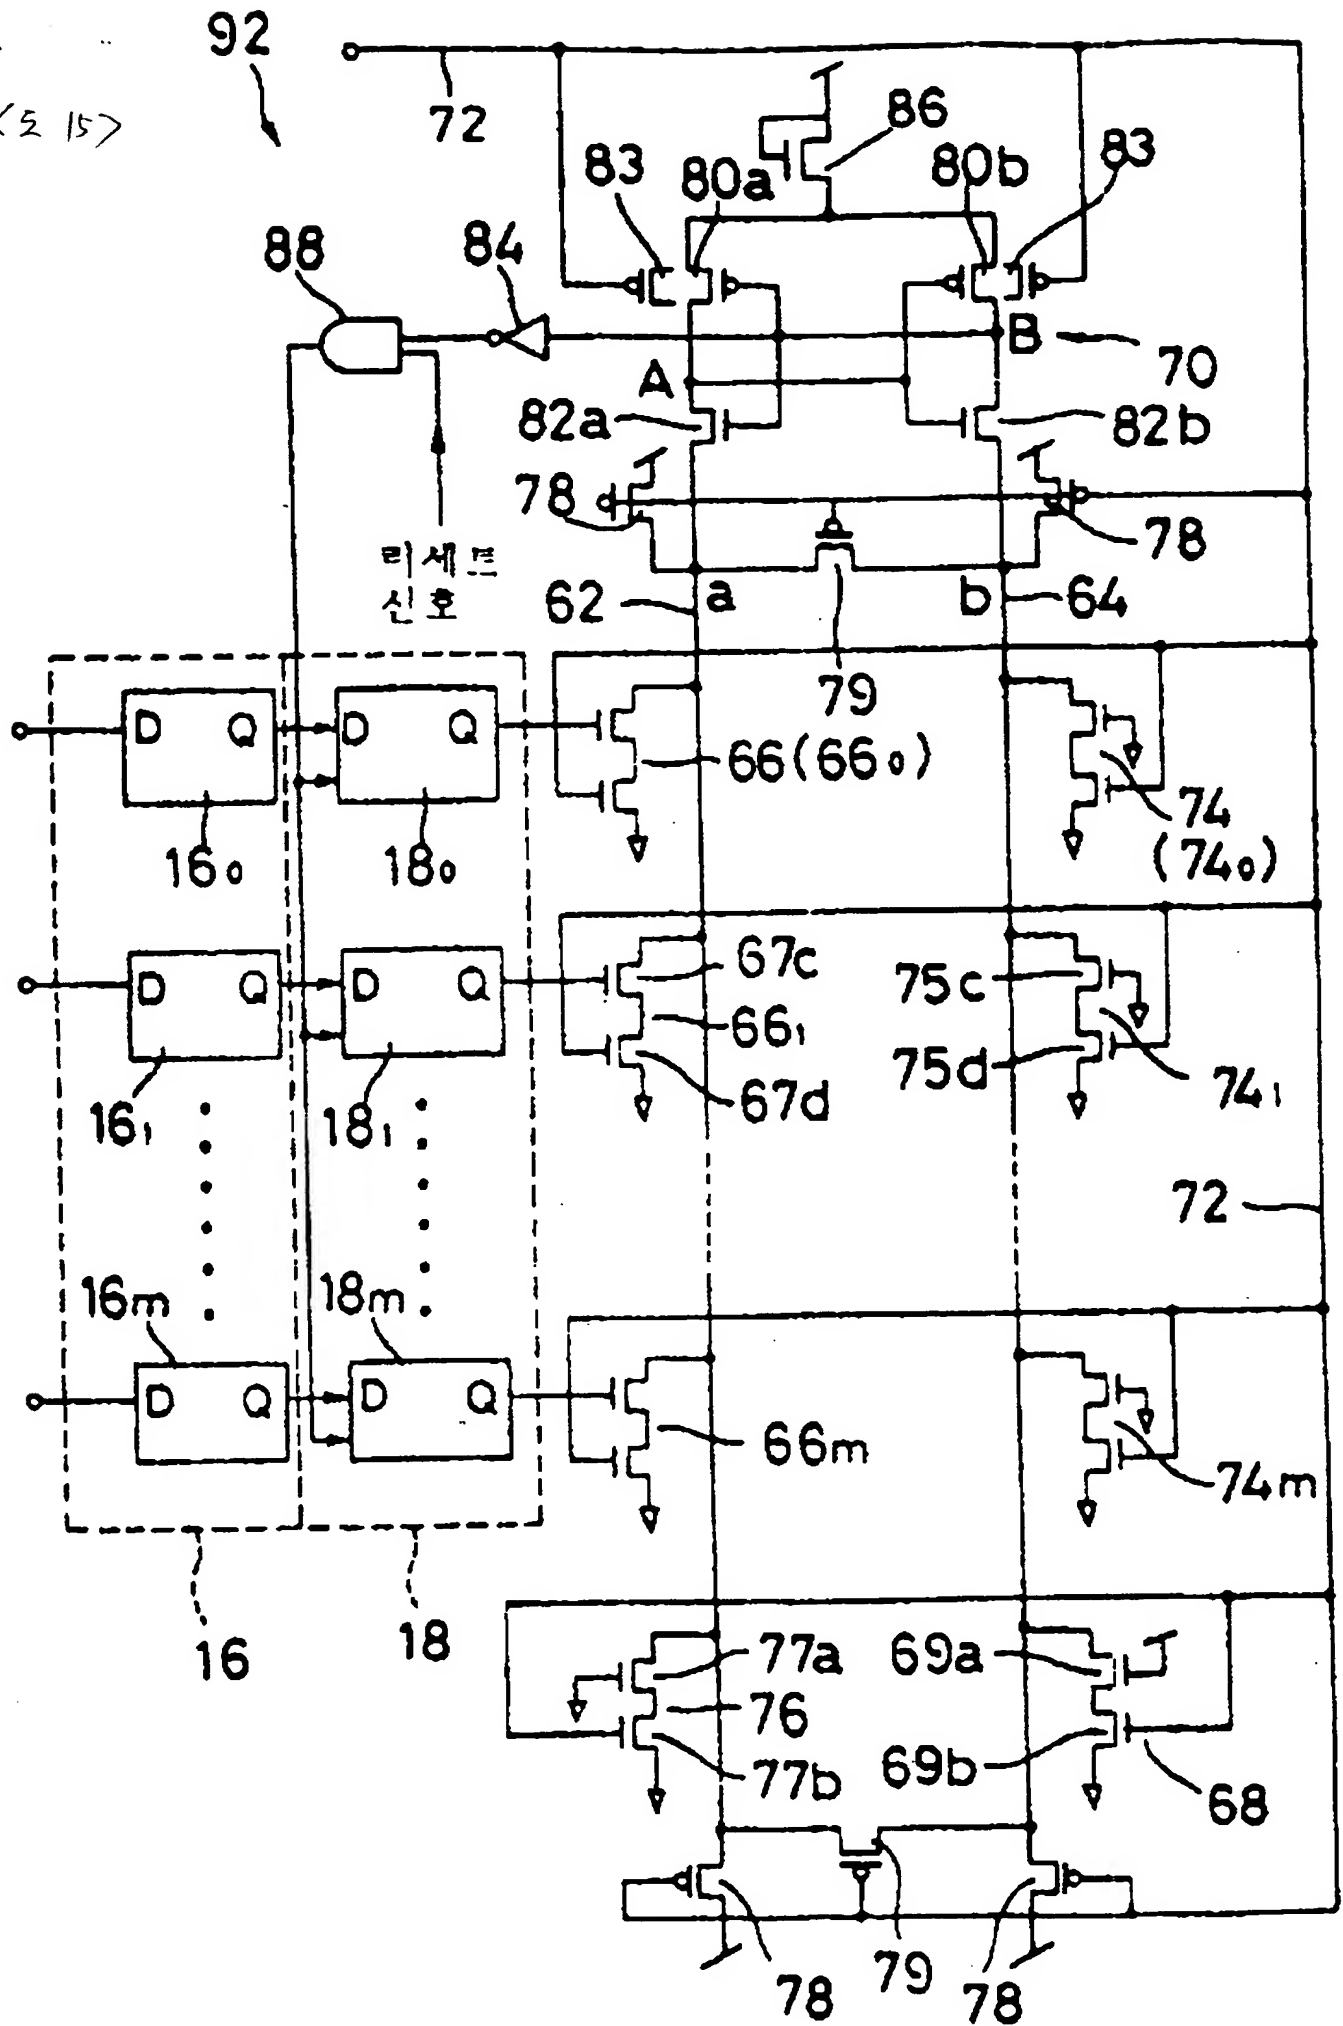 92
72
<도 15>
86
83
80a
80b
83
88
84
A
B
70
82a
82b
78
78
리세트
신호
62
a
b
64
79
D Q
D Q
66(66₀)
74
(74₀)
16₀
18₀
67c
75c
D Q
D Q
66₁
75d
74₁
67d
16₁
18₁
72
16m
18m
D Q
D Q
66m
74m
16
18
77a
69a
76
77b
69b
68
78
79
78